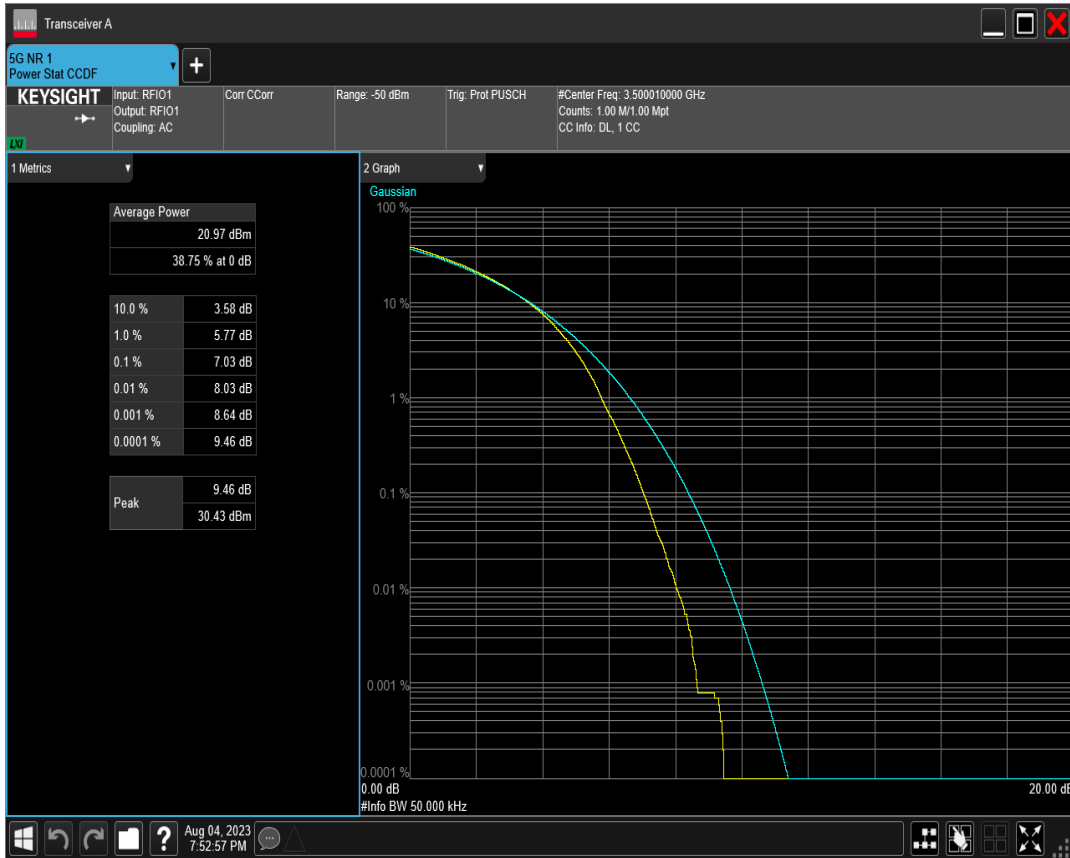 Transceiver A
5G NR 1
Power Stat CCDF
KEYSIGHT
LXI
Input: RFIO1
Output: RFIO1
Coupling: AC
Corr CCorr
Range: -50 dBm
Trig: Prot PUSCH
#Center Freq: 3.500010000 GHz
Counts: 1.00 M/1.00 Mpt
CC Info: DL, 1 CC
1 Metrics
Average Power
20.97 dBm
38.75 % at 0 dB
10.0 % 3.58 dB
1.0 % 5.77 dB
0.1 % 7.03 dB
0.01 % 8.03 dB
0.001 % 8.64 dB
0.0001 % 9.46 dB
Peak
9.46 dB
30.43 dBm
2 Graph
Gaussian
100 %
10 %
1 %
0.1 %
0.01 %
0.001 %
0.0001 %
0.00 dB 20.00 dB
#Info BW 50.000 kHz
Aug 04, 2023
7:52:57 PM